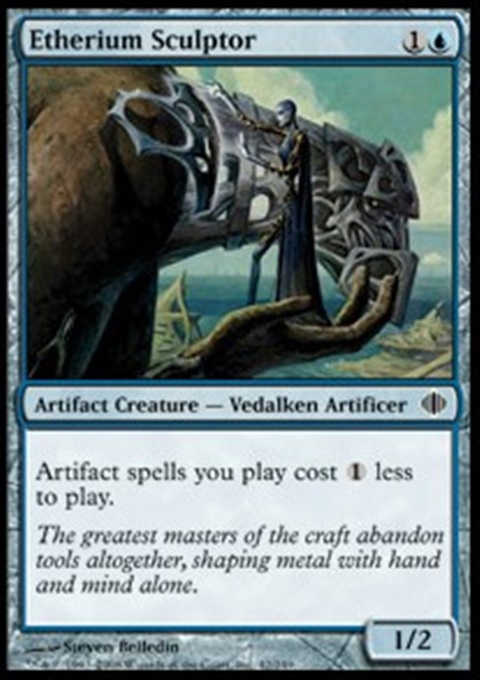 Etherium Sculptor 1
Artifact Creature — Vedalken Artificer
Artifact spells you play cost 1 less
to play.
The greatest masters of the craft abandon
tools altogether, shaping metal with hand
and mind alone.
Steven Belledin
1/2